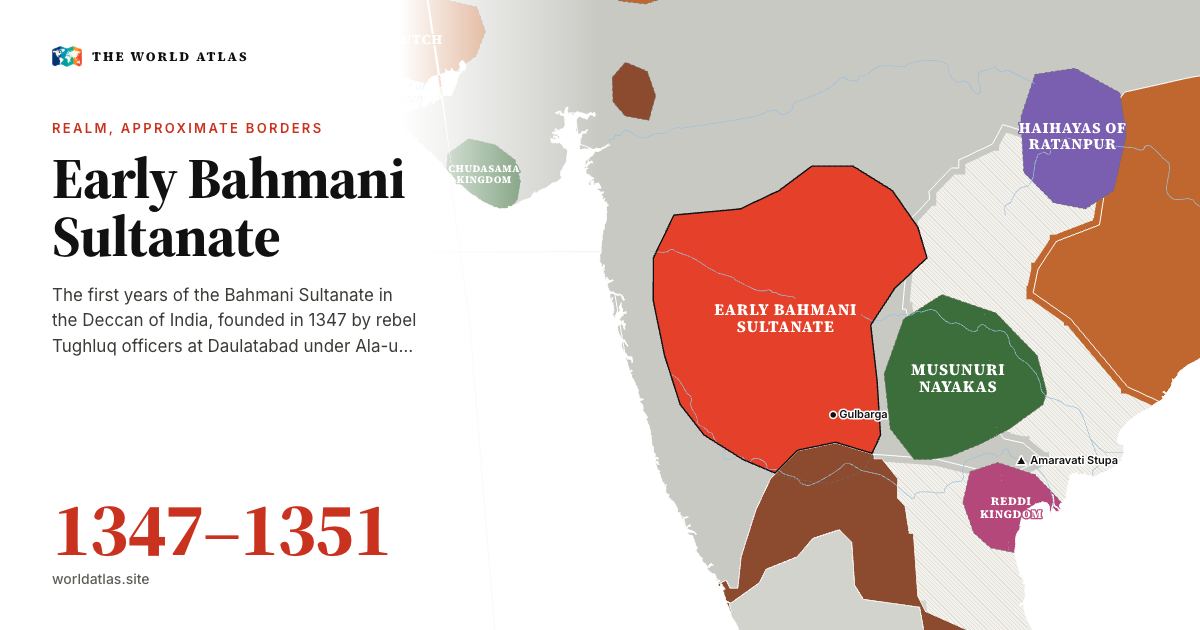 THE WORLD ATLAS
REALM, APPROXIMATE BORDERS
Early Bahmani
Sultanate
The first years of the Bahmani Sultanate in
the Deccan of India, founded in 1347 by rebel
Tughluq officers at Daulatabad under Ala-u...
1347–1351
worldatlas.site
CHUDASAMA
KINGDOM
HAIHAYAS OF
RATANPUR
EARLY BAHMANI
SULTANATE
MUSUNURI
NAYAKAS
Gulbarga
Amaravati Stupa
REDDI
KINGDOM